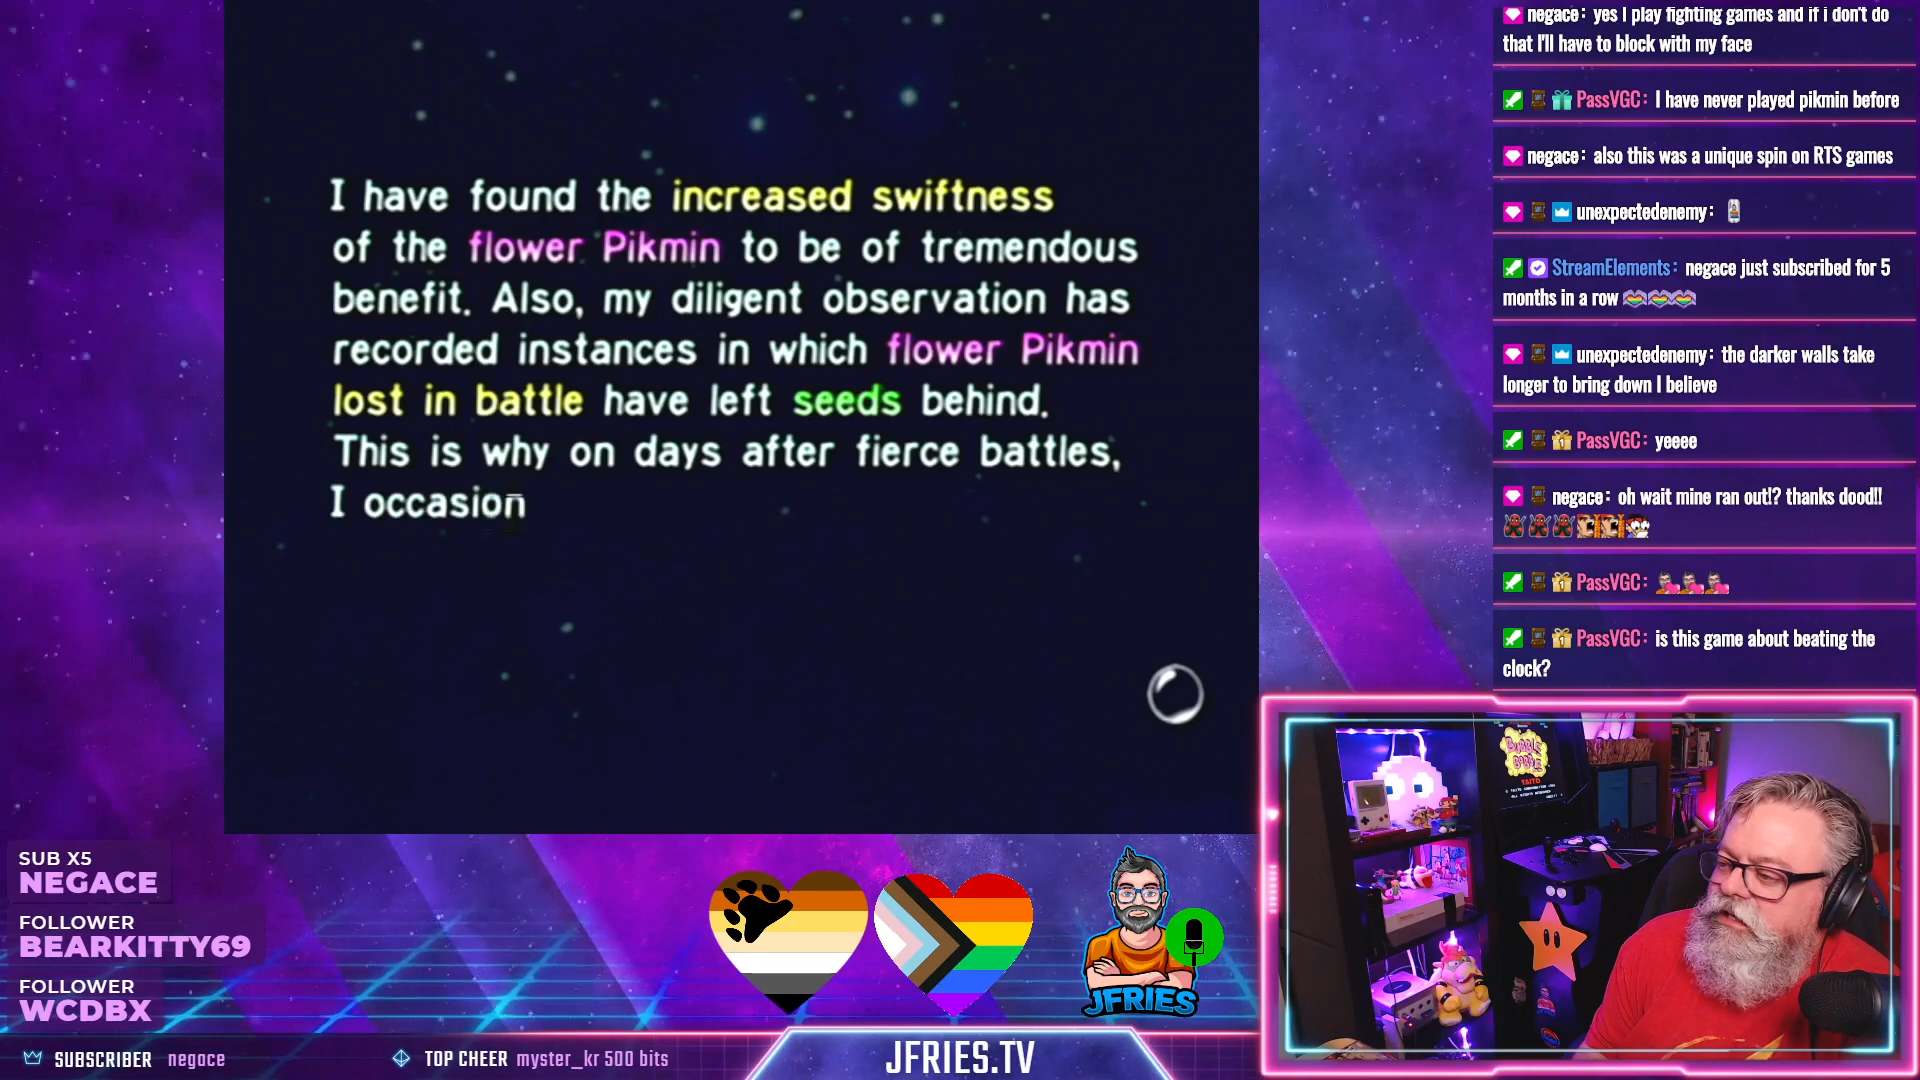 I have found the increased swiftness
of the flower Pikmin to be of tremendous
benefit. Also, my diligent observation has
recorded instances in which flower Pikmin
lost in battle have left seeds behind.
This is why on days after fierce battles,
I occasion
negace: yes I play fighting games and if i don't do
that I'll have to block with my face
PassVGC: I have never played pikmin before
negace: also this was a unique spin on RTS games
unexpectedenemy:
StreamElements: negace just subscribed for 5
months in a row
unexpectedenemy: the darker walls take
longer to bring down I believe
PassVGC: yeeee
negace: oh wait mine ran out!? thanks dood!!
PassVGC:
PassVGC: is this game about beating the
clock?
BUBBLE
BOBBLE
TAITO
SUB X5
NEGACE
FOLLOWER
BEARKITTY69
FOLLOWER
WCDBX
JFRIES
SUBSCRIBER negace
TOP CHEER myster_kr 500 bits
JFRIES.TV